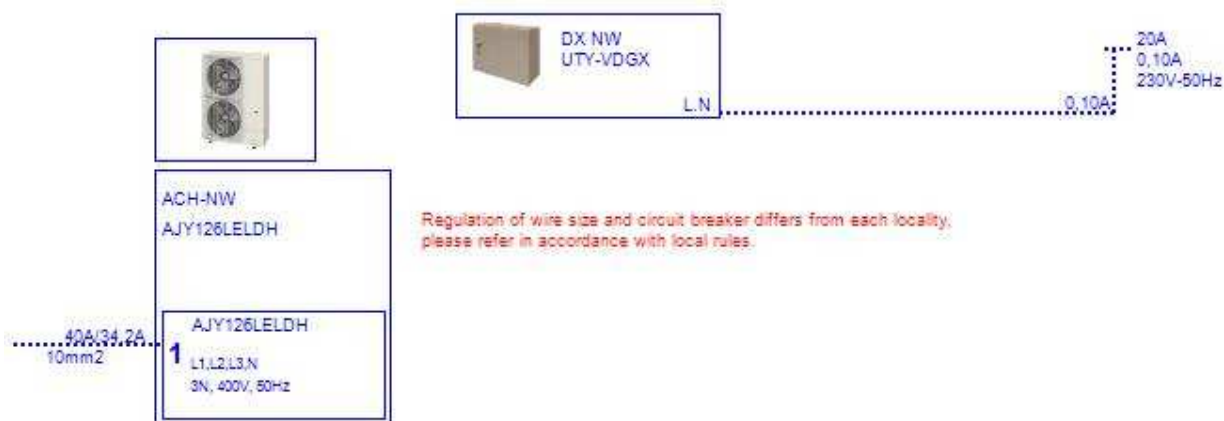 DX NW
UTY-VDGX
L.N
0,10A
20A
0,10A
230V-50Hz
ACH-NW
AJY126LELDH
Regulation of wire size and circuit breaker differs from each locality,
please refer in accordance with local rules.
40A/34,2A
10mm2
AJY126LELDH
1
L1,L2,L3,N
3N, 400V, 50Hz